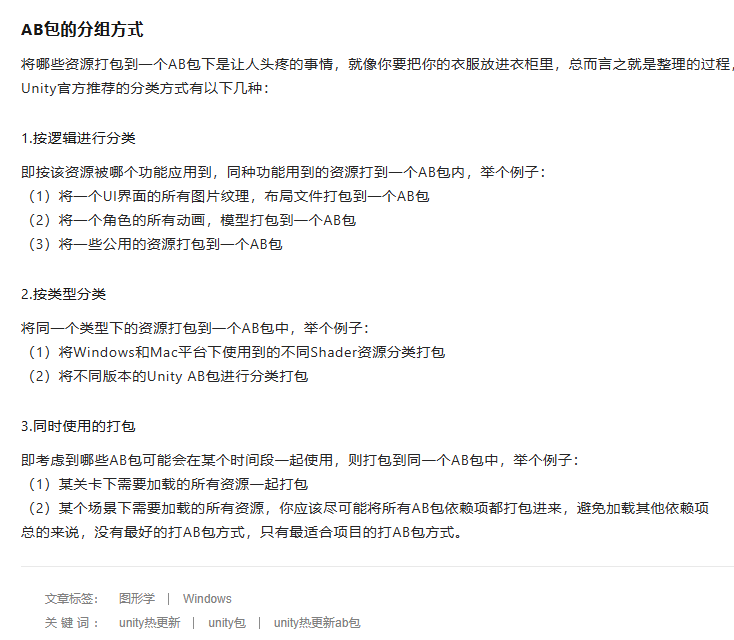 AB包的分组方式
将哪些资源打包到一个AB包下是让人头疼的事情，就像你要把你的衣服放进衣柜里，总而言之就是整理的过程，
Unity官方推荐的分类方式有以下几种：
1.按逻辑进行分类
即按该资源被哪个功能应用到，同种功能用到的资源打到一个AB包内，举个例子：
（1）将一个UI界面的所有图片纹理，布局文件打包到一个AB包
（2）将一个角色的所有动画，模型打包到一个AB包
（3）将一些公用的资源打包到一个AB包
2.按类型分类
将同一个类型下的资源打包到一个AB包中，举个例子：
（1）将Windows和Mac平台下使用到的不同Shader资源分类打包
（2）将不同版本的Unity AB包进行分类打包
3.同时使用的打包
即考虑到哪些AB包可能会在某个时间段一起使用，则打包到同一个AB包中，举个例子：
（1）某关卡下需要加载的所有资源一起打包
（2）某个场景下需要加载的所有资源，你应该尽可能将所有AB包依赖项都打包进来，避免加载其他依赖项
总的来说，没有最好的打AB包方式，只有最适合项目的打AB包方式。
文章标签： 图形学 | Windows
关键词： unity热更新 | unity包 | unity热更新ab包